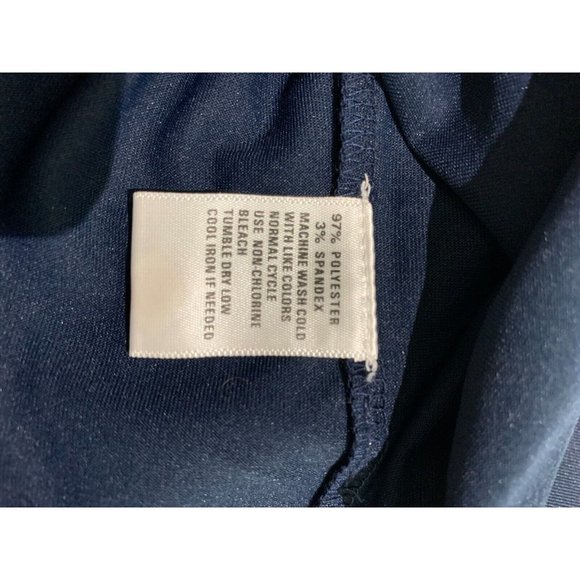 97% POLYESTER
3% SPANDEX
MACHINE WASH COLD
WITH LIKE COLORS
NORMAL CYCLE
USE NON-CHLORINE
BLEACH
TUMBLE DRY LOW
COOL IRON IF NEEDED